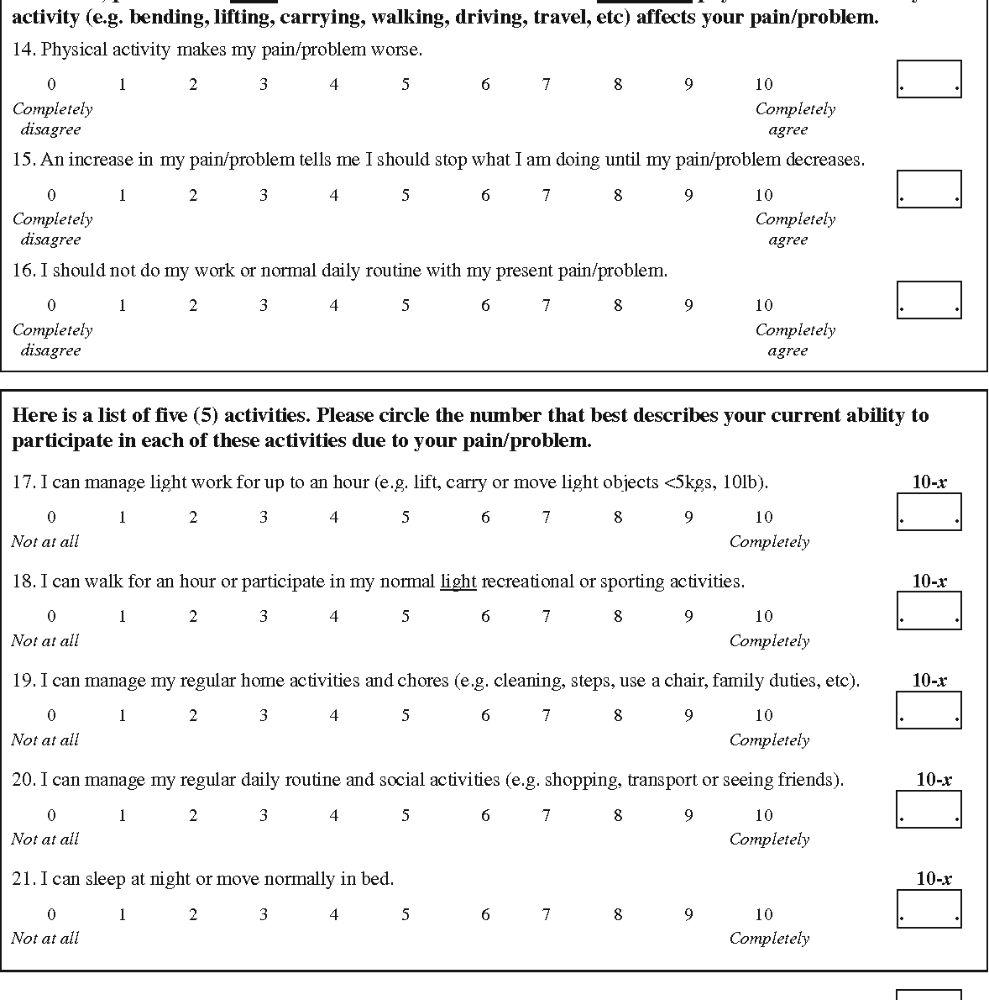 activity (e.g. bending, lifting, carrying, walking, driving, travel, etc) affects your pain/problem.
14. Physical activity makes my pain/problem worse.
0 1 2 3 4 5 6 7 8 9 10
Completely Completely
disagree agree
. .
15. An increase in my pain/problem tells me I should stop what I am doing until my pain/problem decreases.
0 1 2 3 4 5 6 7 8 9 10
Completely Completely
disagree agree
. .
16. I should not do my work or normal daily routine with my present pain/problem.
0 1 2 3 4 5 6 7 8 9 10
Completely Completely
disagree agree
. .
Here is a list of five (5) activities. Please circle the number that best describes your current ability to
participate in each of these activities due to your pain/problem.
17. I can manage light work for up to an hour (e.g. lift, carry or move light objects <5kgs, 10lb). 10-x
0 1 2 3 4 5 6 7 8 9 10 . .
Not at all Completely
18. I can walk for an hour or participate in my normal light recreational or sporting activities. 10-x
0 1 2 3 4 5 6 7 8 9 10 . .
Not at all Completely
19. I can manage my regular home activities and chores (e.g. cleaning, steps, use a chair, family duties, etc). 10-x
0 1 2 3 4 5 6 7 8 9 10 . .
Not at all Completely
20. I can manage my regular daily routine and social activities (e.g. shopping, transport or seeing friends). 10-x
0 1 2 3 4 5 6 7 8 9 10 . .
Not at all Completely
21. I can sleep at night or move normally in bed. 10-x
0 1 2 3 4 5 6 7 8 9 10 . .
Not at all Completely